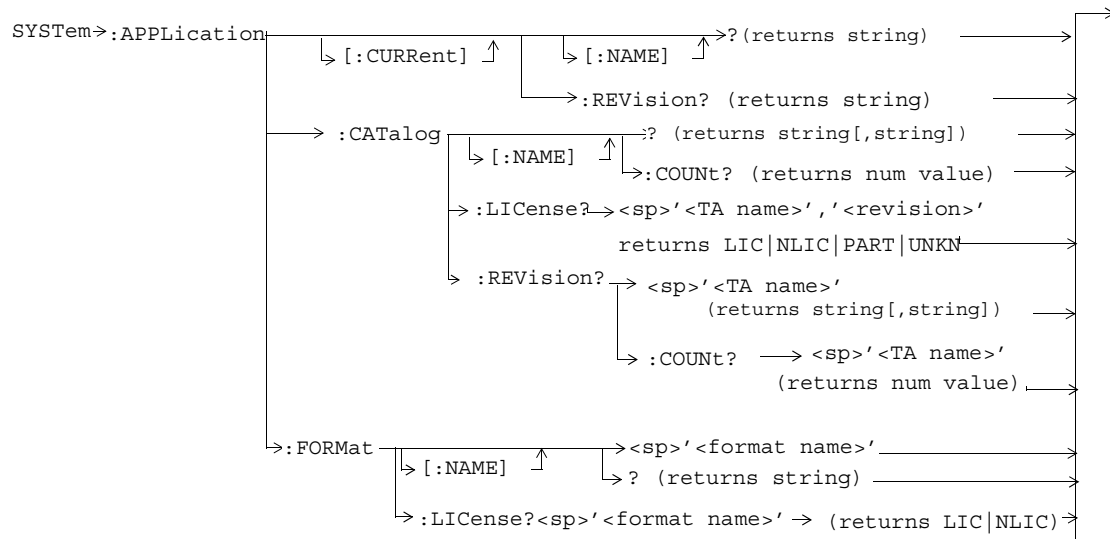 SYSTem :APPLication
[:CURRent] [:NAME] ?(returns string)
:REVision? (returns string)
:CATalog ? (returns string[,string])
[:NAME] :COUNt? (returns num value)
:LICense? <sp>’<TA name>’,’<revision>’
returns LIC|NLIC|PART|UNKN
:REVision? <sp>’<TA name>’
(returns string[,string])
:COUNt? <sp>’<TA name>’
(returns num value)
:FORMat <sp>’<format name>’
[:NAME] ? (returns string)
:LICense?<sp>’<format name>’ (returns LIC|NLIC)